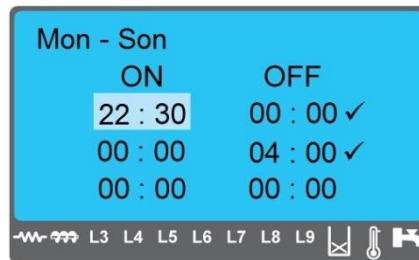 Mon - Son
ON OFF
22 : 30 00 : 00 ✓
00 : 00 04 : 00 ✓
00 : 00 00 : 00
L3 L4 L5 L6 L7 L8 L9